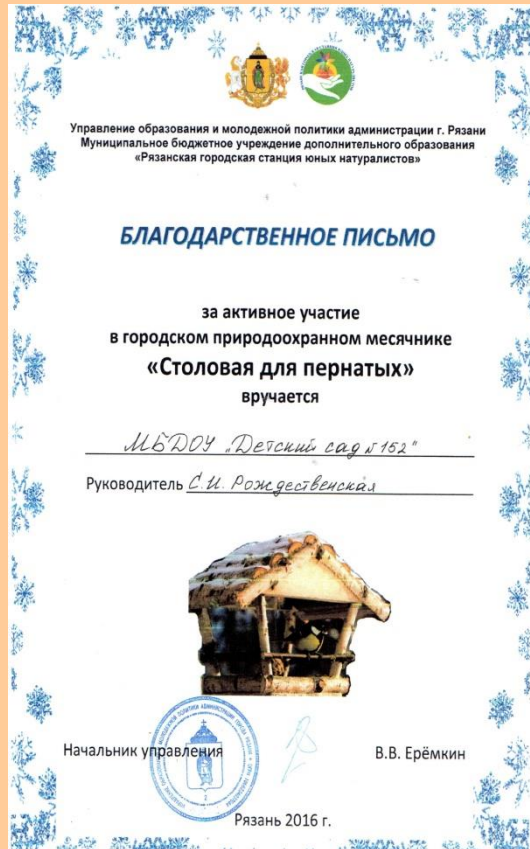 Управление образования и молодежной политики администрации г. Рязани
Муниципальное бюджетное учреждение дополнительного образования
«Рязанская городская станция юных натуралистов»
БЛАГОДАРСТВЕННОЕ ПИСЬМО
за активное участие
в городском природоохранном месячнике
«Столовая для пернатых»
вручается
МБДОУ „Детский сад №152"
Руководитель С.И. Рождественская
Начальник управления В.В. Ерёмкин
Рязань 2016 г.